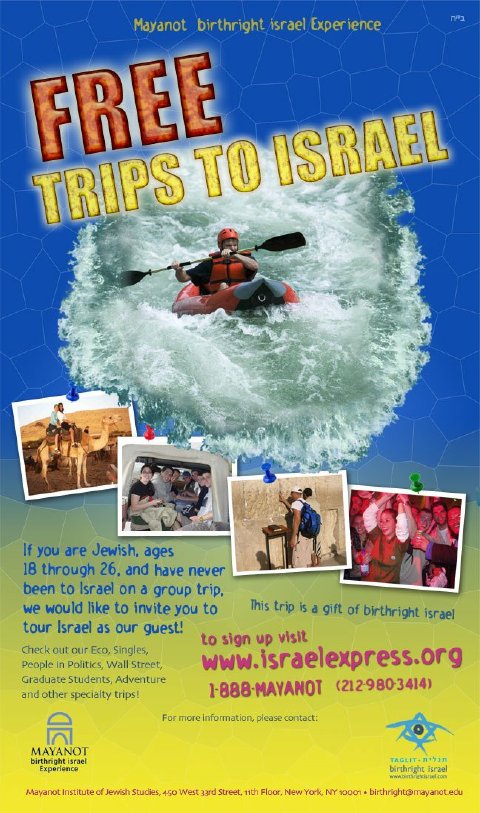 Mayanot birthright israel Experience
ב״ה
FREE
TRIPS TO ISRAEL
If you are Jewish, ages
18 through 26, and have never
been to Israel on a group trip,
we would like to invite you to
tour Israel as our guest!
Check out our Eco, Singles,
People in Politics, Wall Street,
Graduate Students, Adventure
and other specialty trips!
This trip is a gift of birthright israel
to sign up visit
www.israelexpress.org
1-888-MAYANOT (212-980-3414)
For more information, please contact:
MAYANOT
birthright israel
Experience
TAGLIT · תגלית
birthright israel
www.birthrightisrael.com
Mayanot Institute of Jewish Studies, 450 West 33rd Street, 11th Floor, New York, NY 10001 • birthright@mayanot.edu